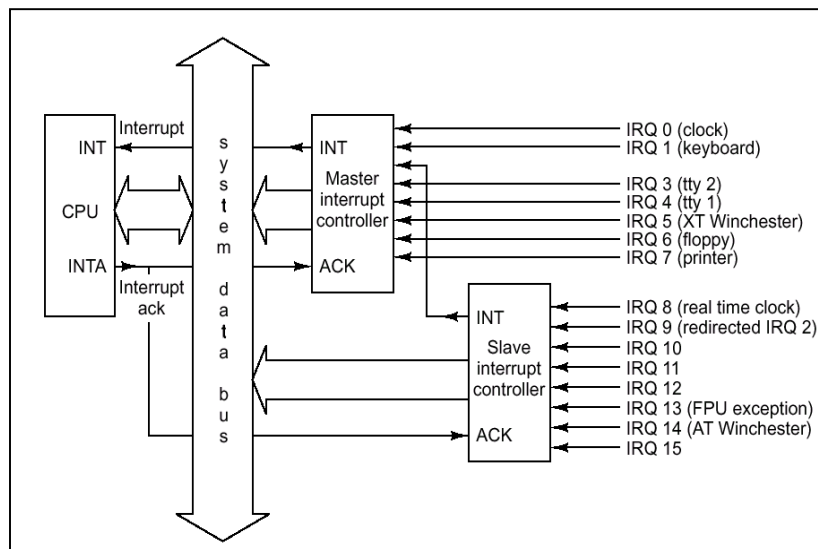 Interrupt
INT
CPU
INTA
Interrupt
ack
system data bus
INT
Master
interrupt
controller
ACK
IRQ 0 (clock)
IRQ 1 (keyboard)
IRQ 3 (tty 2)
IRQ 4 (tty 1)
IRQ 5 (XT Winchester)
IRQ 6 (floppy)
IRQ 7 (printer)
INT
Slave
interrupt
controller
ACK
IRQ 8 (real time clock)
IRQ 9 (redirected IRQ 2)
IRQ 10
IRQ 11
IRQ 12
IRQ 13 (FPU exception)
IRQ 14 (AT Winchester)
IRQ 15